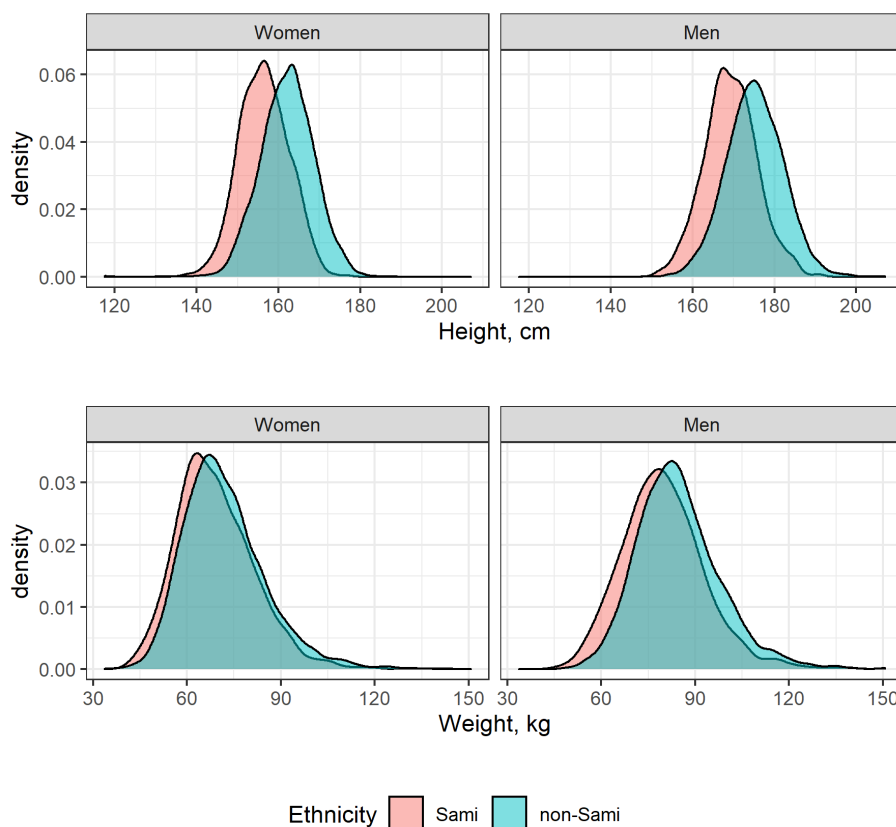 Women Men
density
0.06
0.04
0.02
0.00
120 140 160 180 200 120 140 160 180 200
Height, cm
Women Men
density
0.03
0.02
0.01
0.00
30 60 90 120 150 30 60 90 120 150
Weight, kg
Ethnicity Sami non-Sami